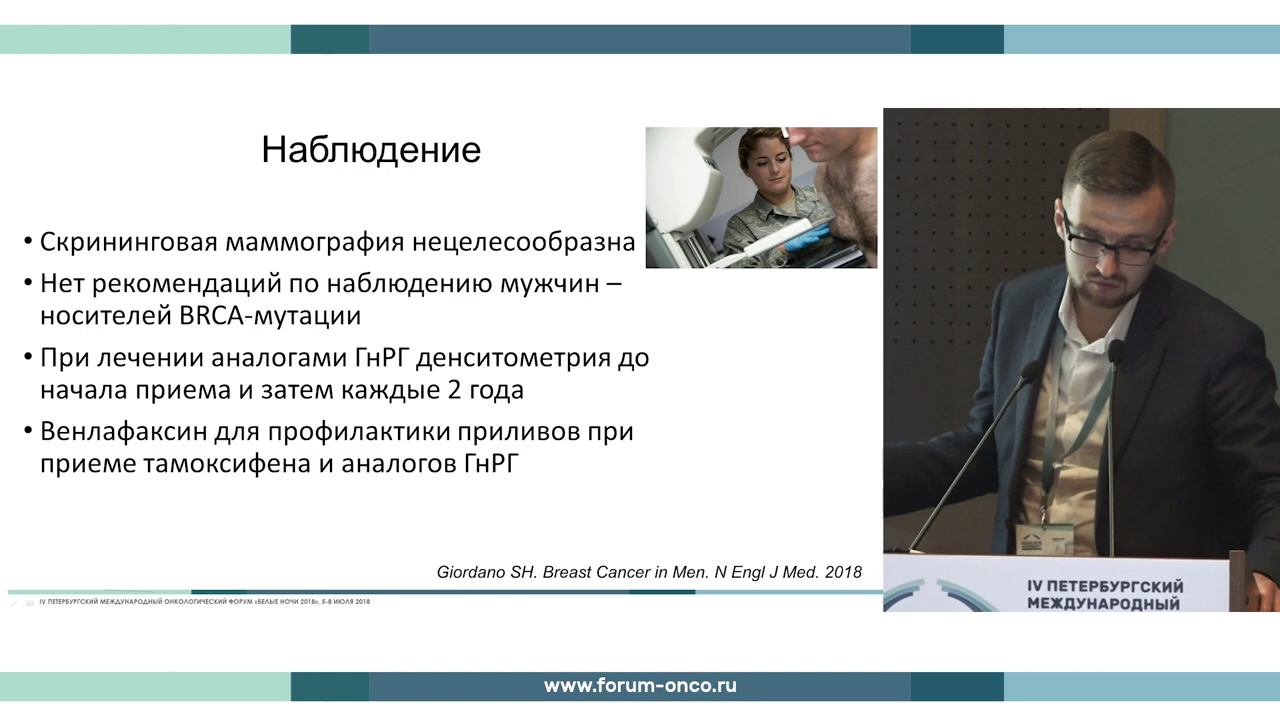 Наблюдение
• Скрининговая маммография нецелесообразна
• Нет рекомендаций по наблюдению мужчин –
носителей BRCA-мутации
• При лечении аналогами ГнРГ денситометрия до
начала приема и затем каждые 2 года
• Венлафаксин для профилактики приливов при
приеме тамоксифена и аналогов ГнРГ
Giordano SH. Breast Cancer in Men. N Engl J Med. 2018
IV ПЕТЕРБУРГСКИЙ МЕЖДУНАРОДНЫЙ ОНКОЛОГИЧЕСКИЙ ФОРУМ «БЕЛЫЕ НОЧИ 2018». 5-8 ИЮЛЯ 2018
IV ПЕТЕРБУРГСКИЙ
МЕЖДУНАРОДНЫЙ
www.forum-onco.ru